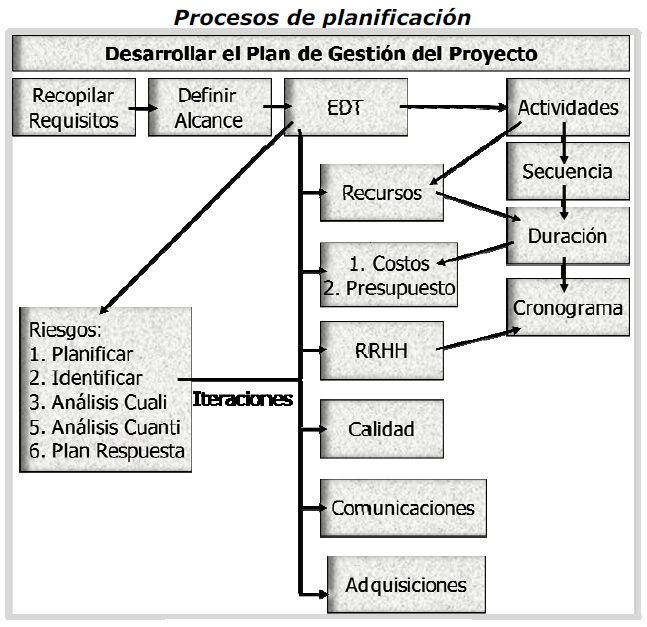 Procesos de planificación
Desarrollar el Plan de Gestión del Proyecto
Recopilar
Requisitos
Definir
Alcance
EDT
Actividades
Recursos
Secuencia
Duración
1. Costos
2. Presupuesto
Cronograma
Riesgos:
1. Planificar
2. Identificar
3. Análisis Cuali
5. Análisis Cuanti
6. Plan Respuesta
Iteraciones
RRHH
Calidad
Comunicaciones
Adquisiciones